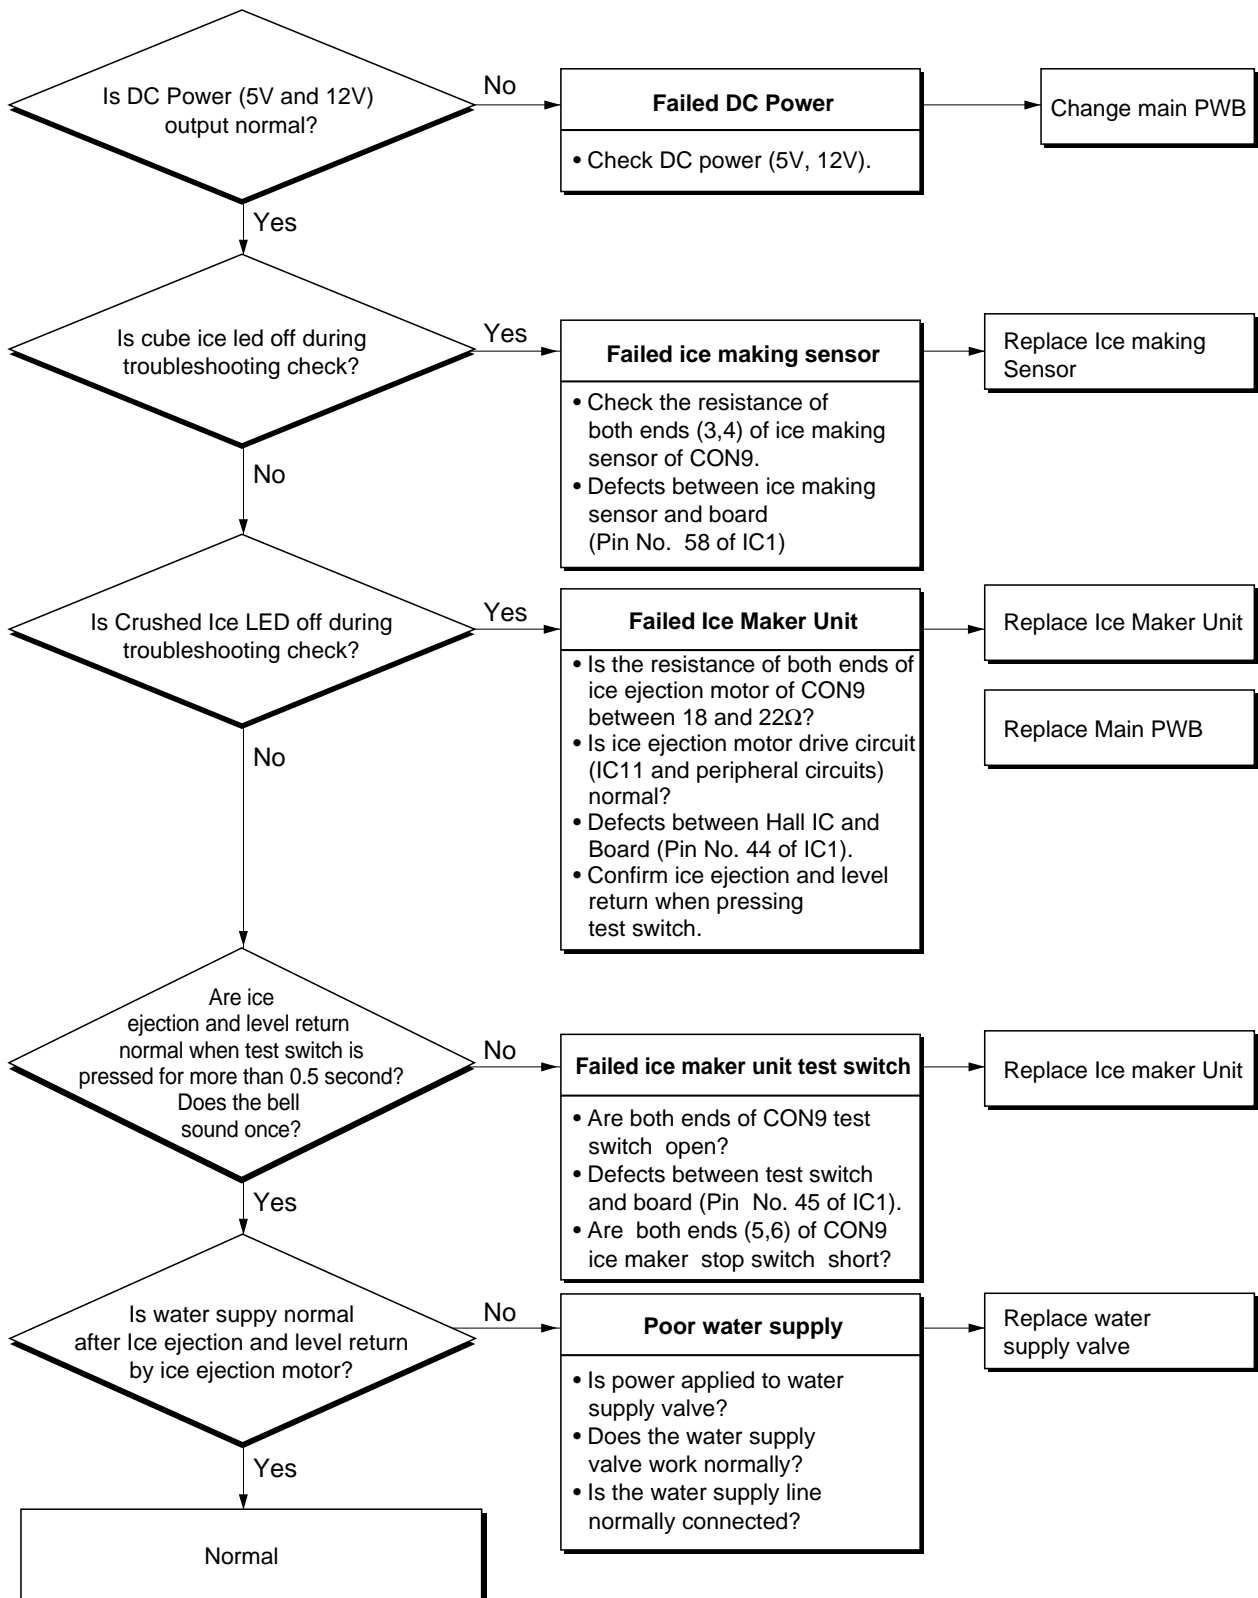 Is DC Power (5V and 12V)
output normal?
No
Failed DC Power
• Check DC power (5V, 12V).
Change main PWB
Yes
Is cube ice led off during
troubleshooting check?
Yes
Failed ice making sensor
• Check the resistance of
both ends (3,4) of ice making
sensor of CON9.
• Defects between ice making
sensor and board
(Pin No. 58 of IC1)
Replace Ice making
Sensor
No
Is Crushed Ice LED off during
troubleshooting check?
Yes
Failed Ice Maker Unit
• Is the resistance of both ends of
ice ejection motor of CON9
between 18 and 22Ω?
• Is ice ejection motor drive circuit
(IC11 and peripheral circuits)
normal?
• Defects between Hall IC and
Board (Pin No. 44 of IC1).
• Confirm ice ejection and level
return when pressing
test switch.
Replace Ice Maker Unit
Replace Main PWB
No
Are ice
ejection and level return
normal when test switch is
pressed for more than 0.5 second?
Does the bell
sound once?
No
Failed ice maker unit test switch
• Are both ends of CON9 test
switch open?
• Defects between test switch
and board (Pin No. 45 of IC1).
• Are both ends (5,6) of CON9
ice maker stop switch short?
Replace Ice maker Unit
Yes
Is water suppy normal
after Ice ejection and level return
by ice ejection motor?
No
Poor water supply
• Is power applied to water
supply valve?
• Does the water supply
valve work normally?
• Is the water supply line
normally connected?
Replace water
supply valve
Yes
Normal